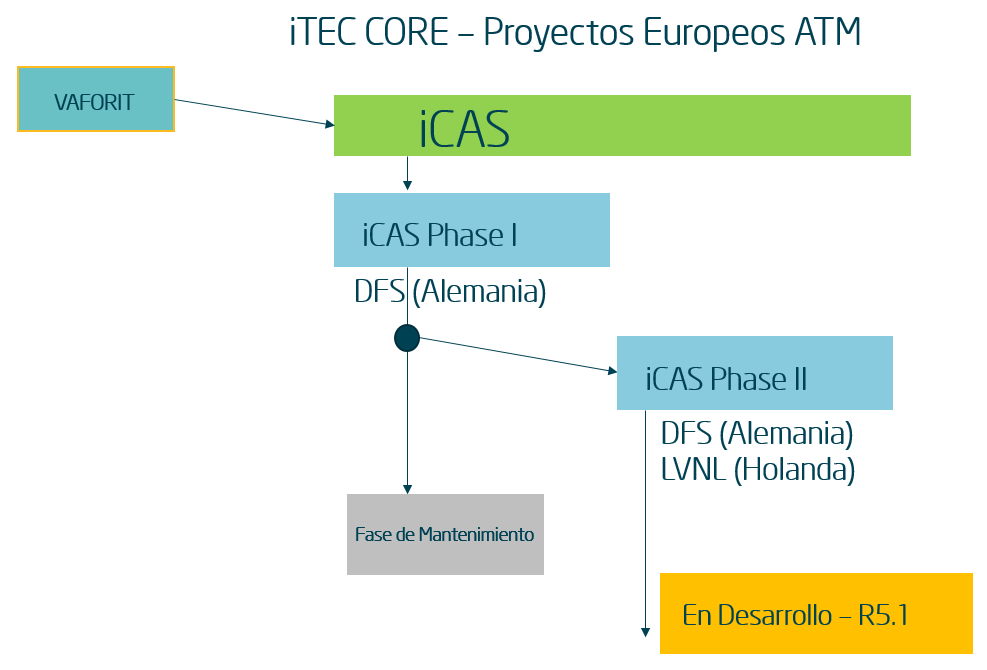 iTEC CORE – Proyectos Europeos ATM
VAFORIT
iCAS
iCAS Phase I
DFS (Alemania)
iCAS Phase II
DFS (Alemania)
LVNL (Holanda)
Fase de Mantenimiento
En Desarrollo – R5.1